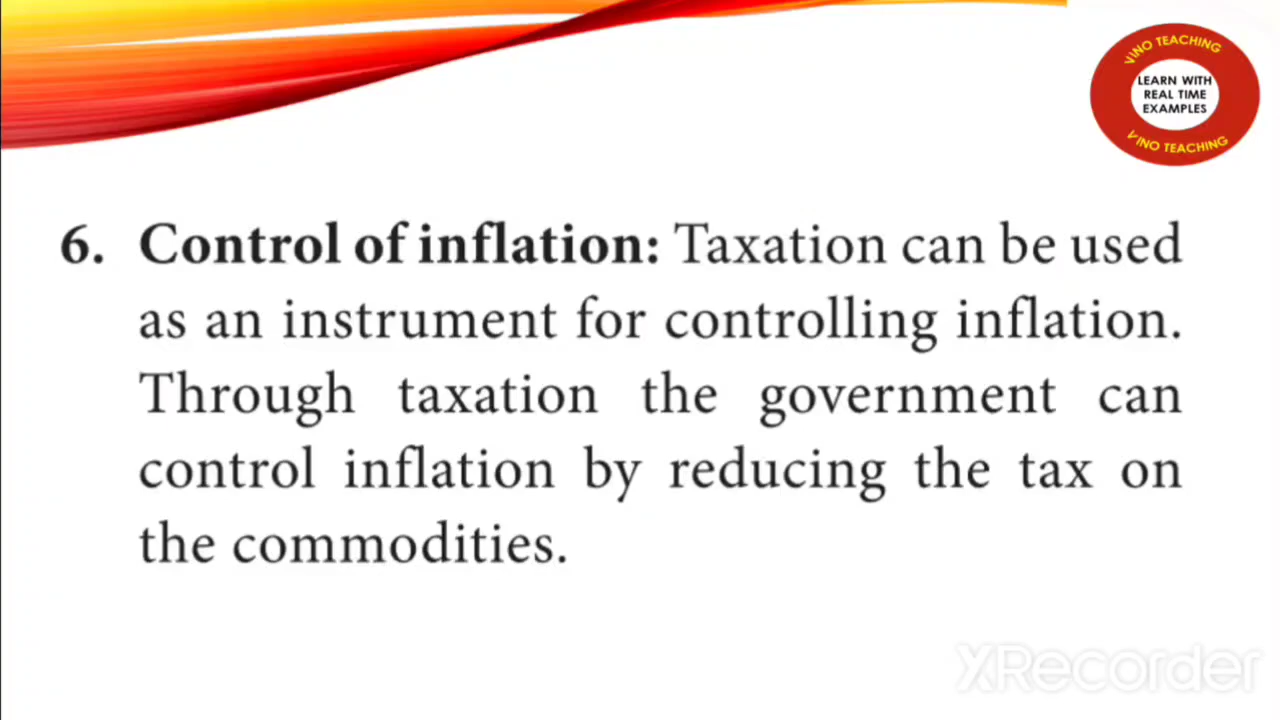 VINO TEACHING
LEARN WITH
REAL TIME
EXAMPLES
VINO TEACHING
6. Control of inflation: Taxation can be used
as an instrument for controlling inflation.
Through taxation the government can
control inflation by reducing the tax on
the commodities.
XRecorder